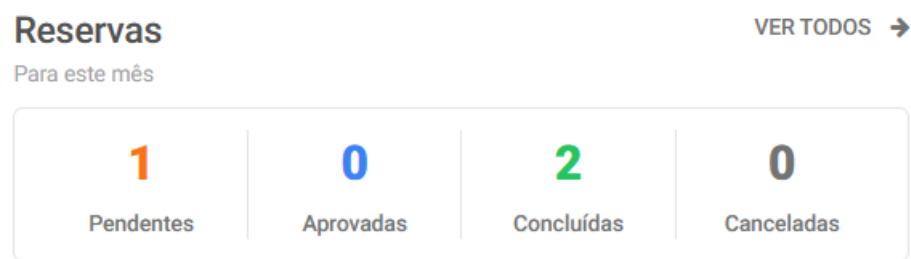 Reservas
VER TODOS →
Para este mês
1
Pendentes
0
Aprovadas
2
Concluídas
0
Canceladas